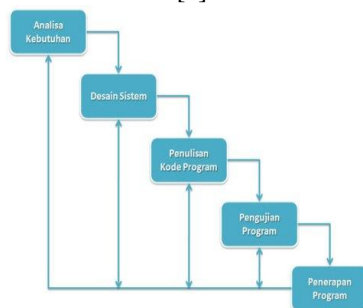 Analisa
Kebutuhan
Desain Sistem
Penulisan
Kode Program
Pengujian
Program
Penerapan
Program